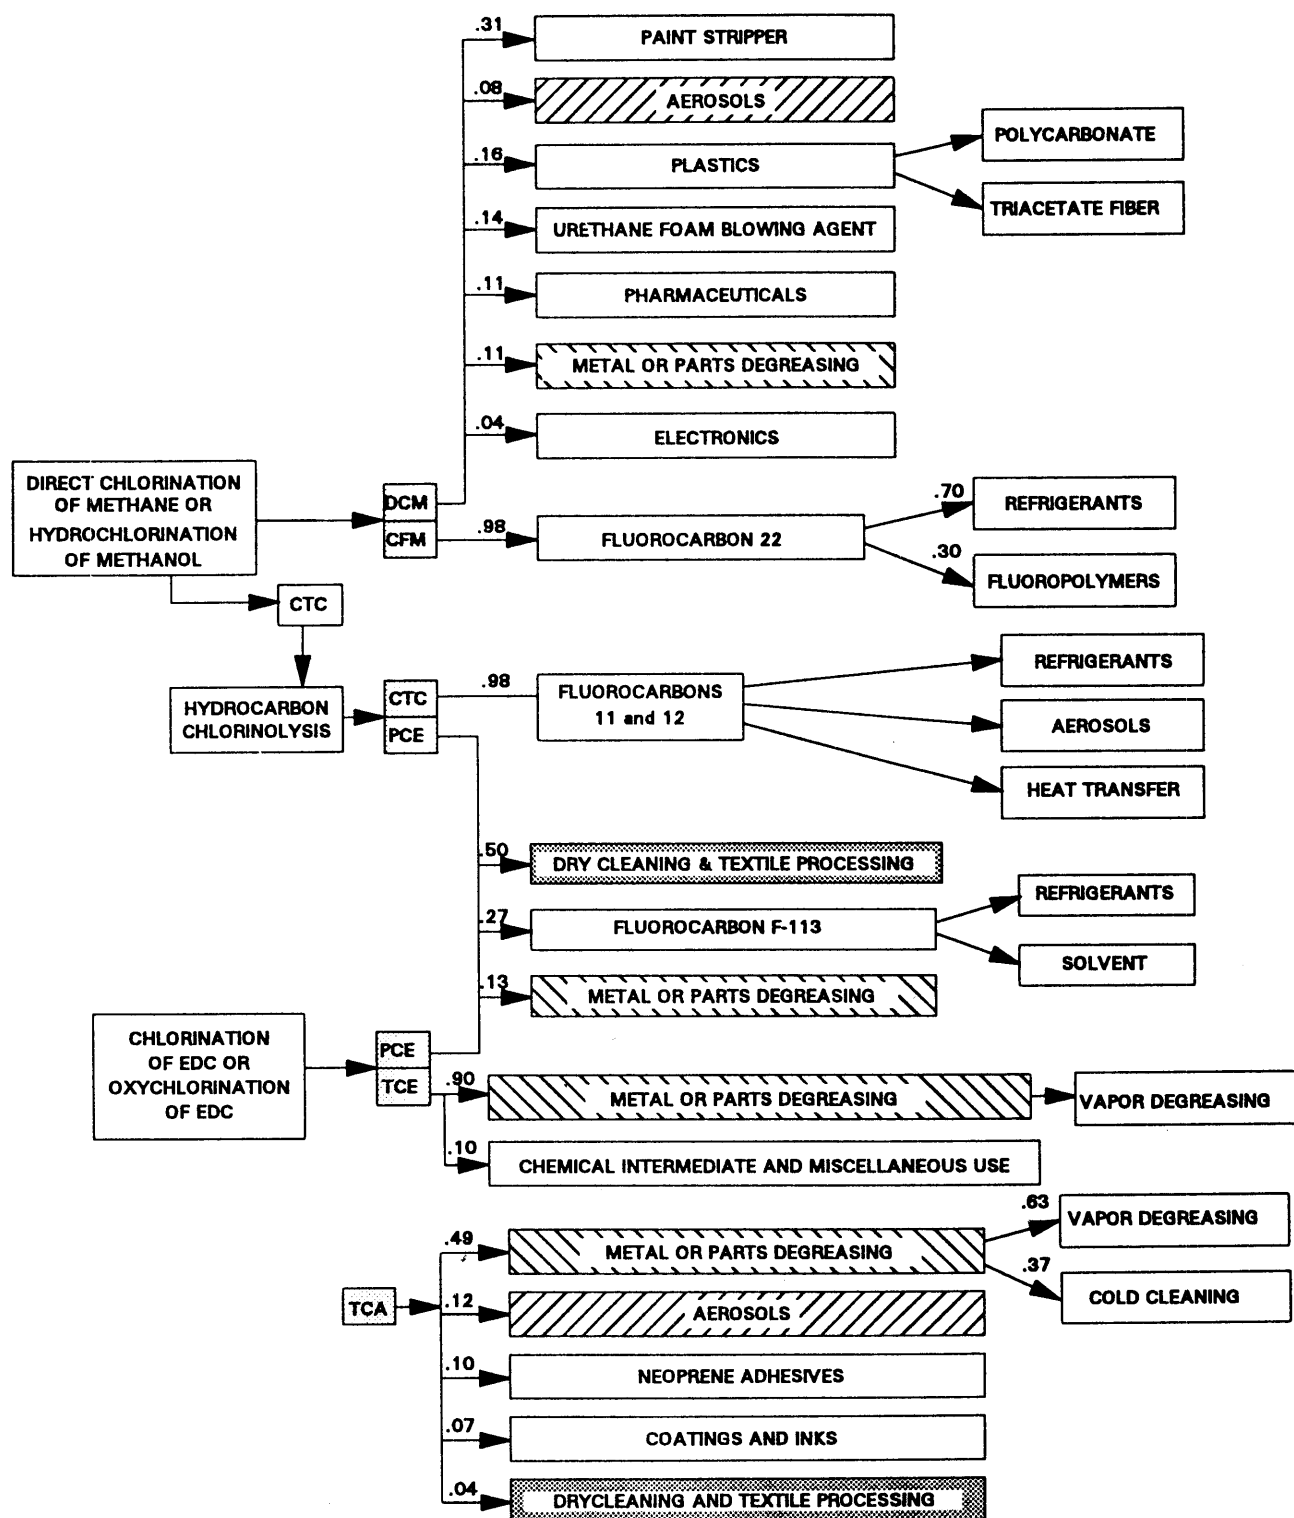 .31
PAINT STRIPPER
.08
AEROSOLS
.16
PLASTICS
POLYCARBONATE
TRIACETATE FIBER
.14
URETHANE FOAM BLOWING AGENT
.11
PHARMACEUTICALS
.11
METAL OR PARTS DEGREASING
.04
ELECTRONICS
DIRECT CHLORINATION
OF METHANE OR
HYDROCHLORINATION
OF METHANOL
DCM
CFM
.98
FLUOROCARBON 22
.70
REFRIGERANTS
.30
FLUOROPOLYMERS
CTC
HYDROCARBON
CHLORINOLYSIS
CTC
PCE
.98
FLUOROCARBONS
11 and 12
REFRIGERANTS
AEROSOLS
HEAT TRANSFER
.50
DRY CLEANING & TEXTILE PROCESSING
.27
FLUOROCARBON F-113
REFRIGERANTS
SOLVENT
.13
METAL OR PARTS DEGREASING
CHLORINATION
OF EDC OR
OXYCHLORINATION
OF EDC
PCE
TCE
.90
METAL OR PARTS DEGREASING
VAPOR DEGREASING
.10
CHEMICAL INTERMEDIATE AND MISCELLANEOUS USE
TCA
.49
METAL OR PARTS DEGREASING
.63
VAPOR DEGREASING
.37
COLD CLEANING
.12
AEROSOLS
.10
NEOPRENE ADHESIVES
.07
COATINGS AND INKS
.04
DRYCLEANING AND TEXTILE PROCESSING